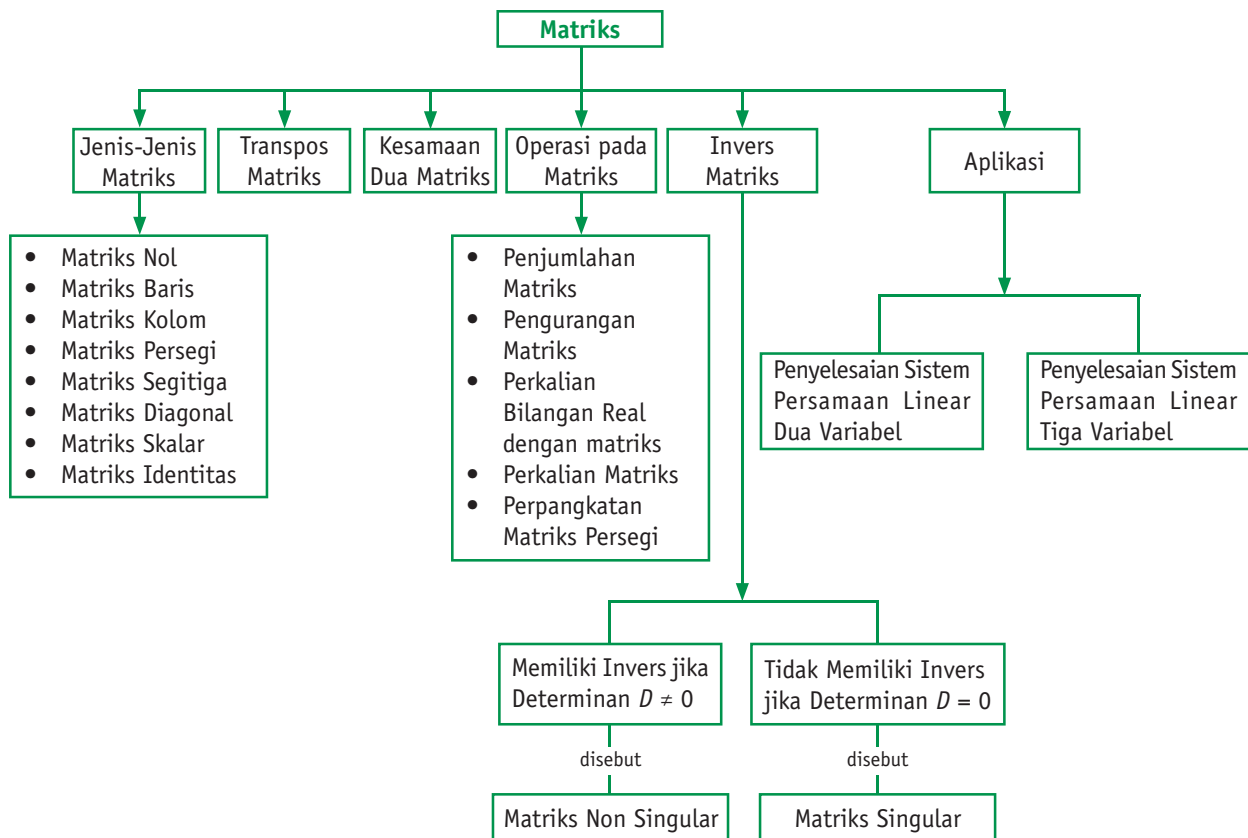 Matriks
Jenis-Jenis
Matriks
Transpos
Matriks
Kesamaan
Dua Matriks
Operasi pada
Matriks
Invers
Matriks
Aplikasi
• Matriks Nol
• Matriks Baris
• Matriks Kolom
• Matriks Persegi
• Matriks Segitiga
• Matriks Diagonal
• Matriks Skalar
• Matriks Identitas
• Penjumlahan
Matriks
• Pengurangan
Matriks
• Perkalian
Bilangan Real
dengan matriks
• Perkalian Matriks
• Perpangkatan
Matriks Persegi
Penyelesaian Sistem
Persamaan Linear
Dua Variabel
Penyelesaian Sistem
Persamaan Linear
Tiga Variabel
Memiliki Invers jika
Determinan D ≠ 0
Tidak Memiliki Invers
jika Determinan D = 0
disebut
disebut
Matriks Non Singular
Matriks Singular